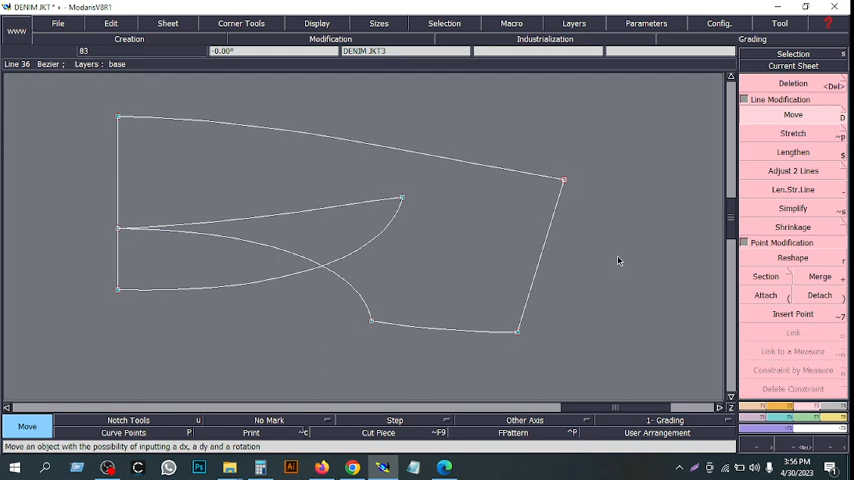 DENIM JKT * + - ModarisV8R1
www
File Edit Sheet Corner Tools Display Sizes Selection Macro Layers Parameters Config. Tool ?
Creation Modification Industrialization Grading
83 -0.00° DENIM JKT3
Line 36 Bezier ; Layers : base
Selection s
Current Sheet
Deletion <Del>
Line Modification
Move D
Stretch ~p
Lengthen s
Adjust 2 Lines
Len.Str.Line -
Simplify ~s
Shrinkage
Point Modification
Reshape r
Section Merge +
Attach ( Detach )
Insert Point ~7
Link =
Link to a Measure
Constraint by Measure
Delete Constraint
Z
Move
Notch Tools u No Mark Step Other Axis 1- Grading
Curve Points P Print ~c Cut Piece ~F9 FPattern ^P User Arrangement
Move an object with the possibility of inputting a dx, a dy and a rotation
3:56 PM
4/30/2023